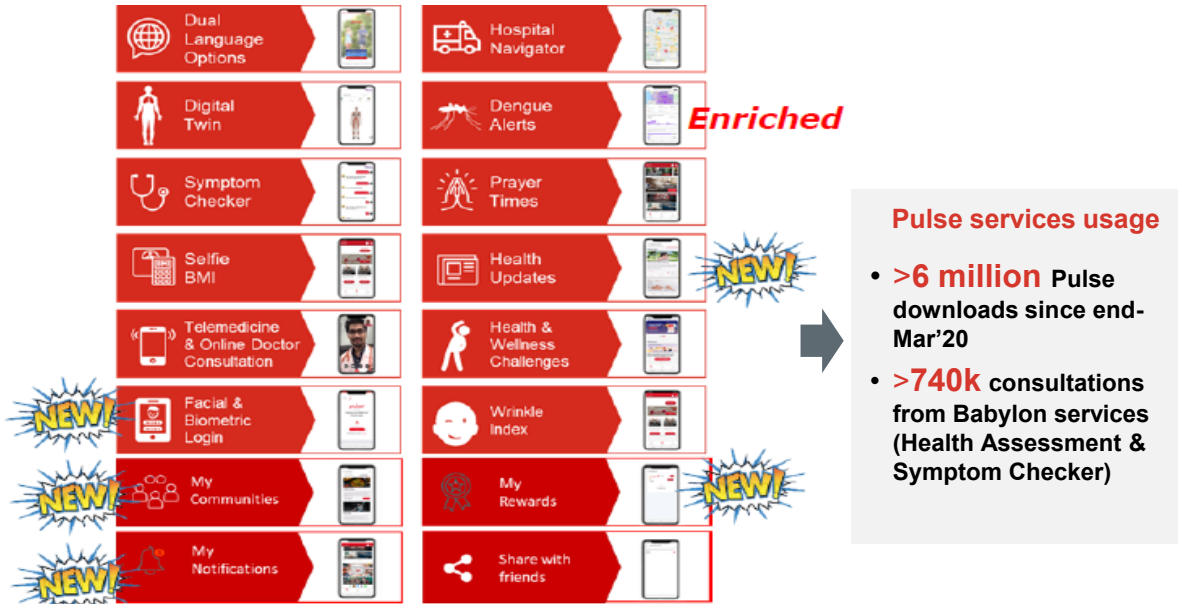 Dual
Language
Options
Hospital
Navigator
Digital
Twin
Dengue
Alerts
Enriched
Symptom
Checker
Prayer
Times
Selfie
BMI
Health
Updates
NEW!
Telemedicine
& Online Doctor
Consultation
Health &
Wellness
Challenges
NEW!
Facial &
Biometric
Login
Wrinkle
Index
NEW!
My
Communities
My
Rewards
NEW!
NEW!
My
Notifications
Share with
friends
Pulse services usage
• >6 million Pulse
downloads since end-
Mar'20
• >740k consultations
from Babylon services
(Health Assessment &
Symptom Checker)